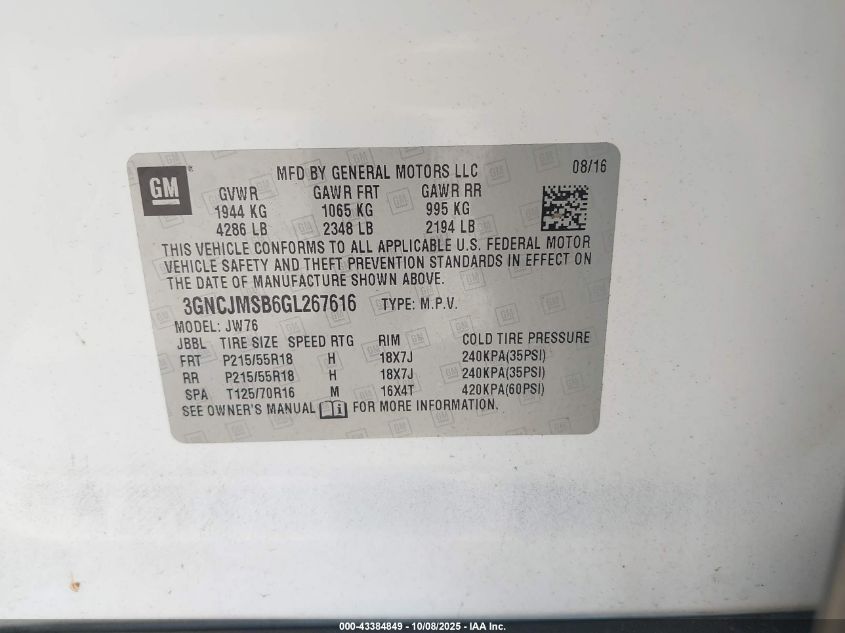 GM ®
MFD BY GENERAL MOTORS LLC 08/16
GVWR GAWR FRT GAWR RR
1944 KG 1065 KG 995 KG
4286 LB 2348 LB 2194 LB
THIS VEHICLE CONFORMS TO ALL APPLICABLE U.S. FEDERAL MOTOR
VEHICLE SAFETY AND THEFT PREVENTION STANDARDS IN EFFECT ON
THE DATE OF MANUFACTURE SHOWN ABOVE.
3GNCJMSB6GL267616 TYPE: M.P.V.
MODEL: JW76
JBBL TIRE SIZE SPEED RTG RIM COLD TIRE PRESSURE
FRT P215/55R18 H 18X7J 240KPA(35PSI)
RR P215/55R18 H 18X7J 240KPA(35PSI)
SPA T125/70R16 M 16X4T 420KPA(60PSI)
SEE OWNER'S MANUAL FOR MORE INFORMATION.
000-43384849 - 10/08/2025 - IAA Inc.